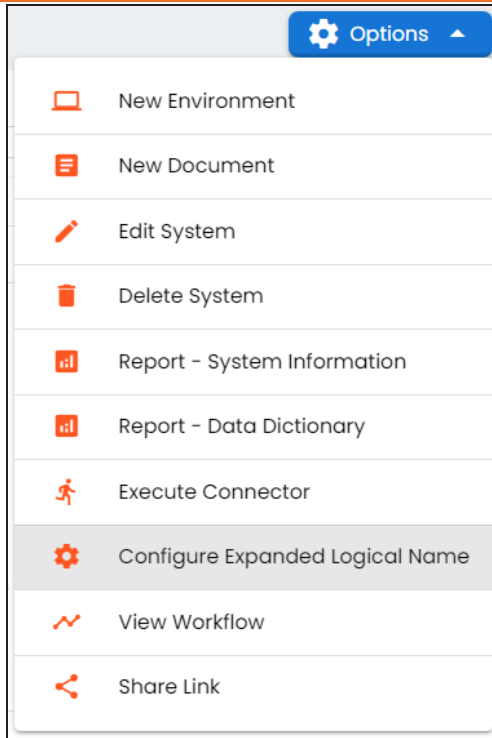 Options
New Environment
New Document
Edit System
Delete System
Report - System Information
Report - Data Dictionary
Execute Connector
Configure Expanded Logical Name
View Workflow
Share Link